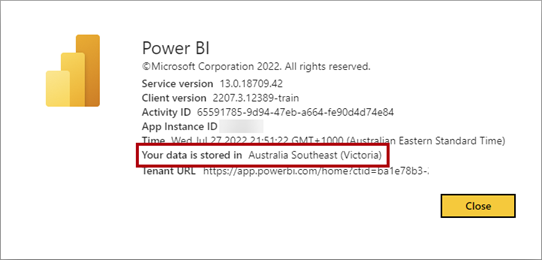 Power BI
©Microsoft Corporation 2022. All rights reserved.
Service version 13.0.18709.42
Client version 2207.3.12389-train
Activity ID 65591785-9d94-47eb-a664-fe90d4d74e84
App Instance ID
Time Wed Jul 27 2022 21:51:22 GMT+1000 (Australian Eastern Standard Time)
Your data is stored in Australia Southeast (Victoria)
Tenant URL https://app.powerbi.com/home?ctid=ba1e78b3-.
Close